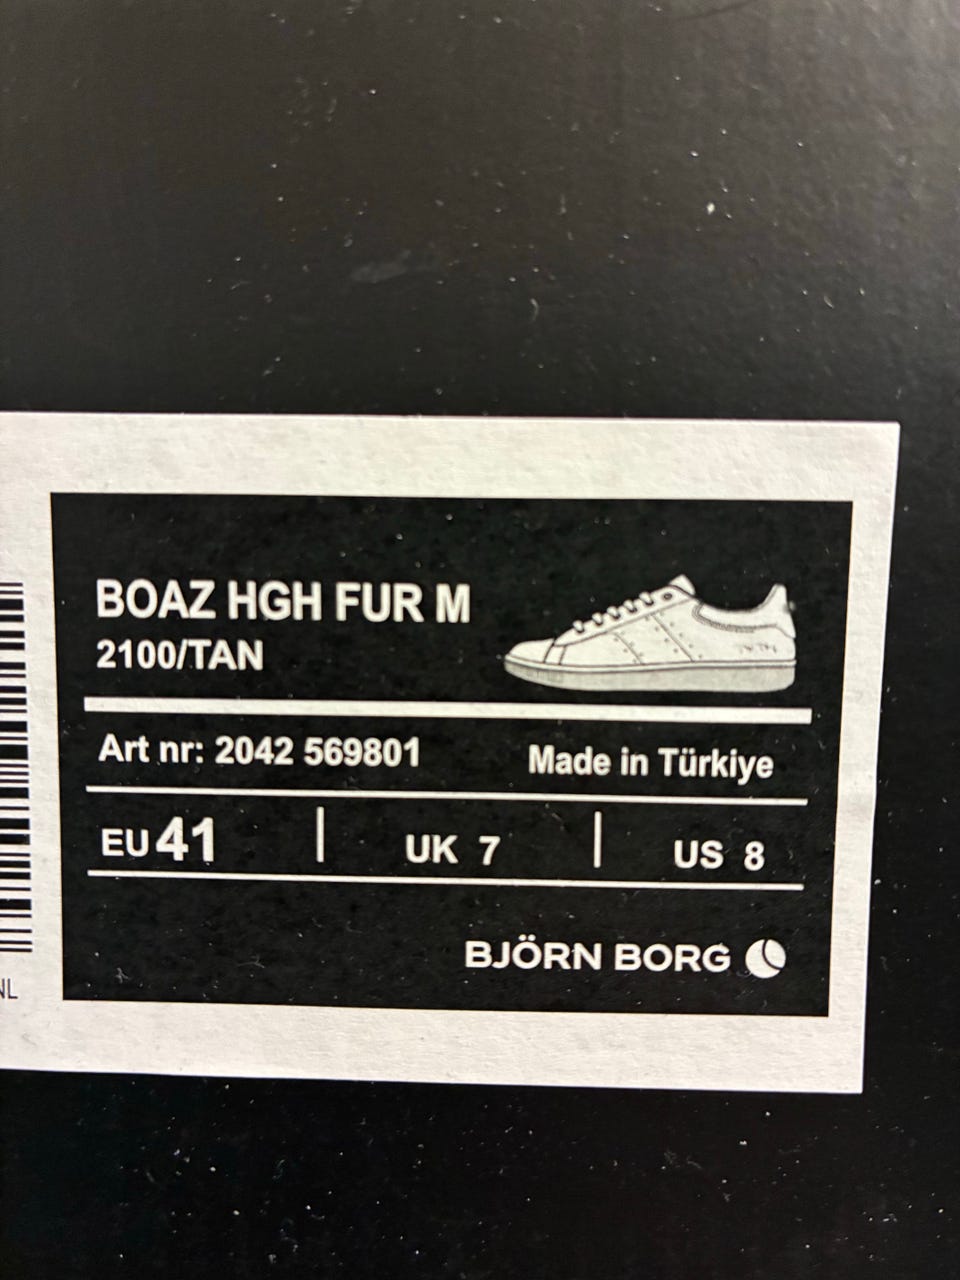 BOAZ HGH FUR M
2100/TAN
Art nr: 2042 569801
Made in Türkiye
EU 41
UK 7
US 8
BJÖRN BORG
NL